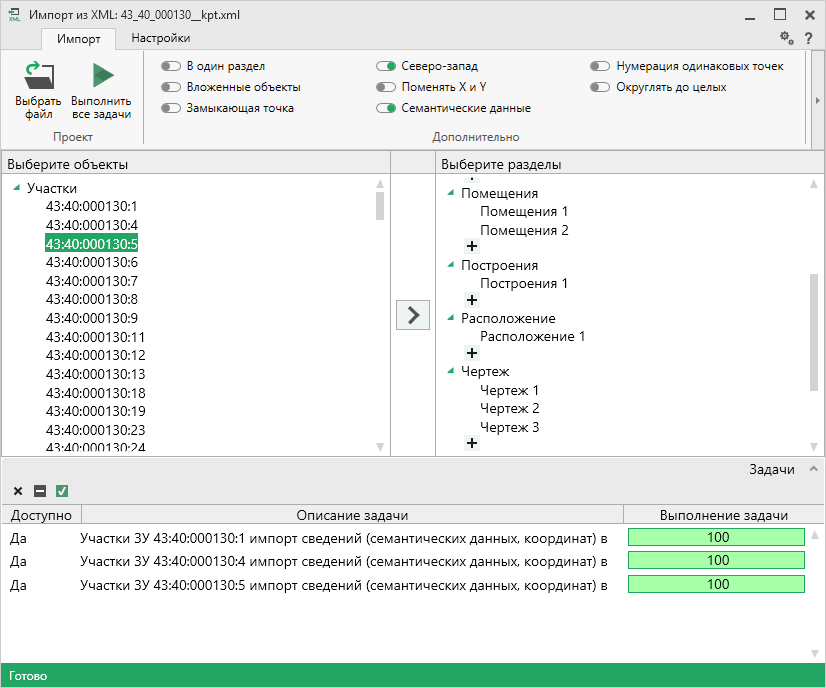 XML Импорт из XML: 43_40_000130__kpt.xml
Импорт Настройки
?
Выбрать файл
Выполнить все задачи
Проект
В один раздел
Вложенные объекты
Замыкающая точка
Северо-запад
Поменять X и Y
Семантические данные
Нумерация одинаковых точек
Округлять до целых
Дополнительно
Выберите объекты
Участки
43:40:000130:1
43:40:000130:4
43:40:000130:5
43:40:000130:6
43:40:000130:7
43:40:000130:8
43:40:000130:9
43:40:000130:11
43:40:000130:12
43:40:000130:13
43:40:000130:18
43:40:000130:19
43:40:000130:23
43:40:000130:24
Выберите разделы
Помещения
Помещения 1
Помещения 2
+
Построения
Построения 1
+
Расположение
Расположение 1
+
Чертеж
Чертеж 1
Чертеж 2
Чертеж 3
+
Задачи
Доступно Описание задачи Выполнение задачи
Да Участки ЗУ 43:40:000130:1 импорт сведений (семантических данных, координат) в 100
Да Участки ЗУ 43:40:000130:4 импорт сведений (семантических данных, координат) в 100
Да Участки ЗУ 43:40:000130:5 импорт сведений (семантических данных, координат) в 100
Готово